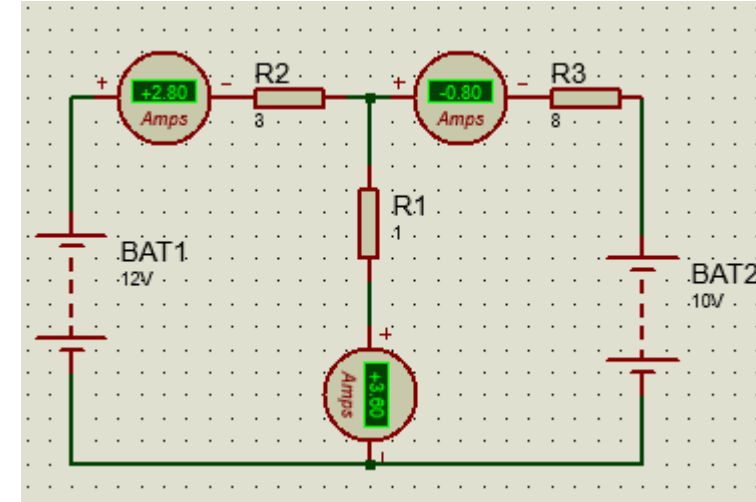 + +2.80 - R2 + -0.80 - R3
Amps 3 Amps 8
R1
1
BAT1
12V
BAT2
10V
+
+3.60
Amps